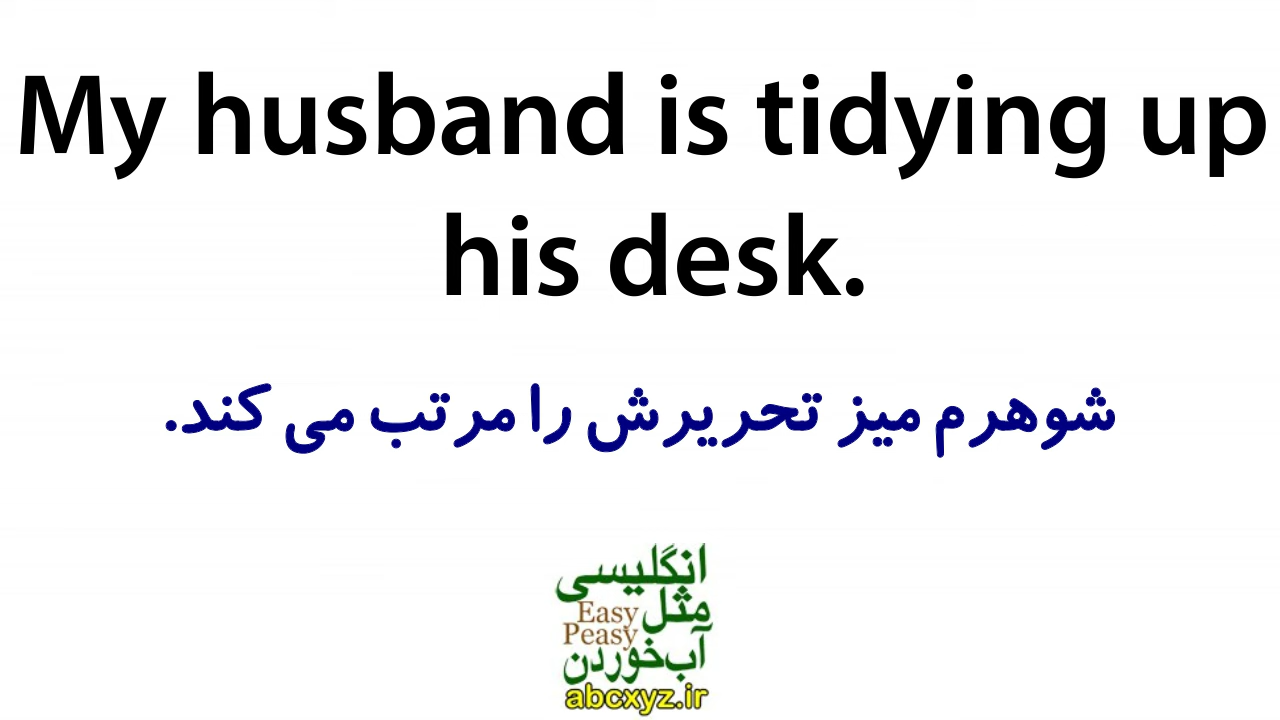 My husband is tidying up
his desk.
شوهرم میز تحریرش را مرتب می کند.
انگلیسی
مثل
Easy
Peasy
آب‌خوردن
abcxyz.ir